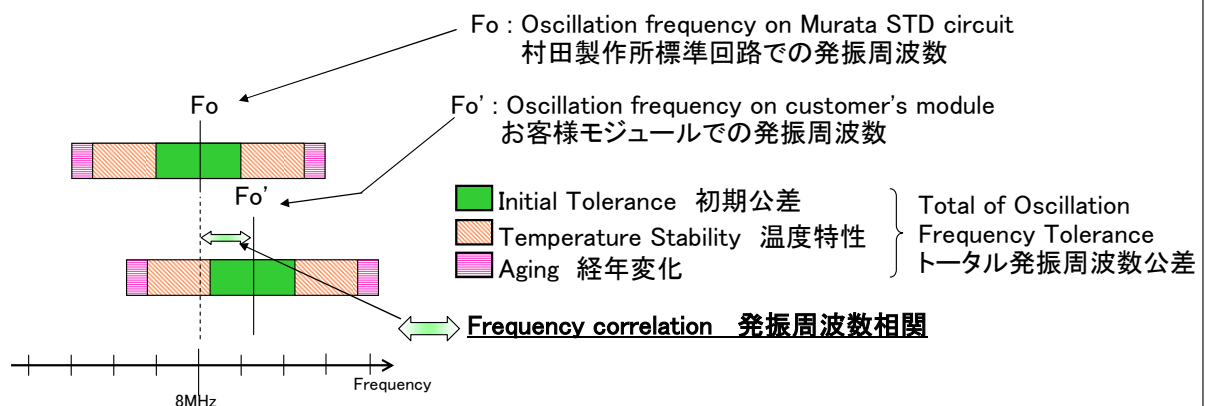 Fo : Oscillation frequency on Murata STD circuit
村田製作所標準回路での発振周波数
Fo
Fo' : Oscillation frequency on customer's module
お客様モジュールでの発振周波数
Fo'
Initial Tolerance 初期公差
Temperature Stability 温度特性
Aging 経年変化
Total of Oscillation
Frequency Tolerance
トータル発振周波数公差
Frequency correlation 発振周波数相関
Frequency
8MHz